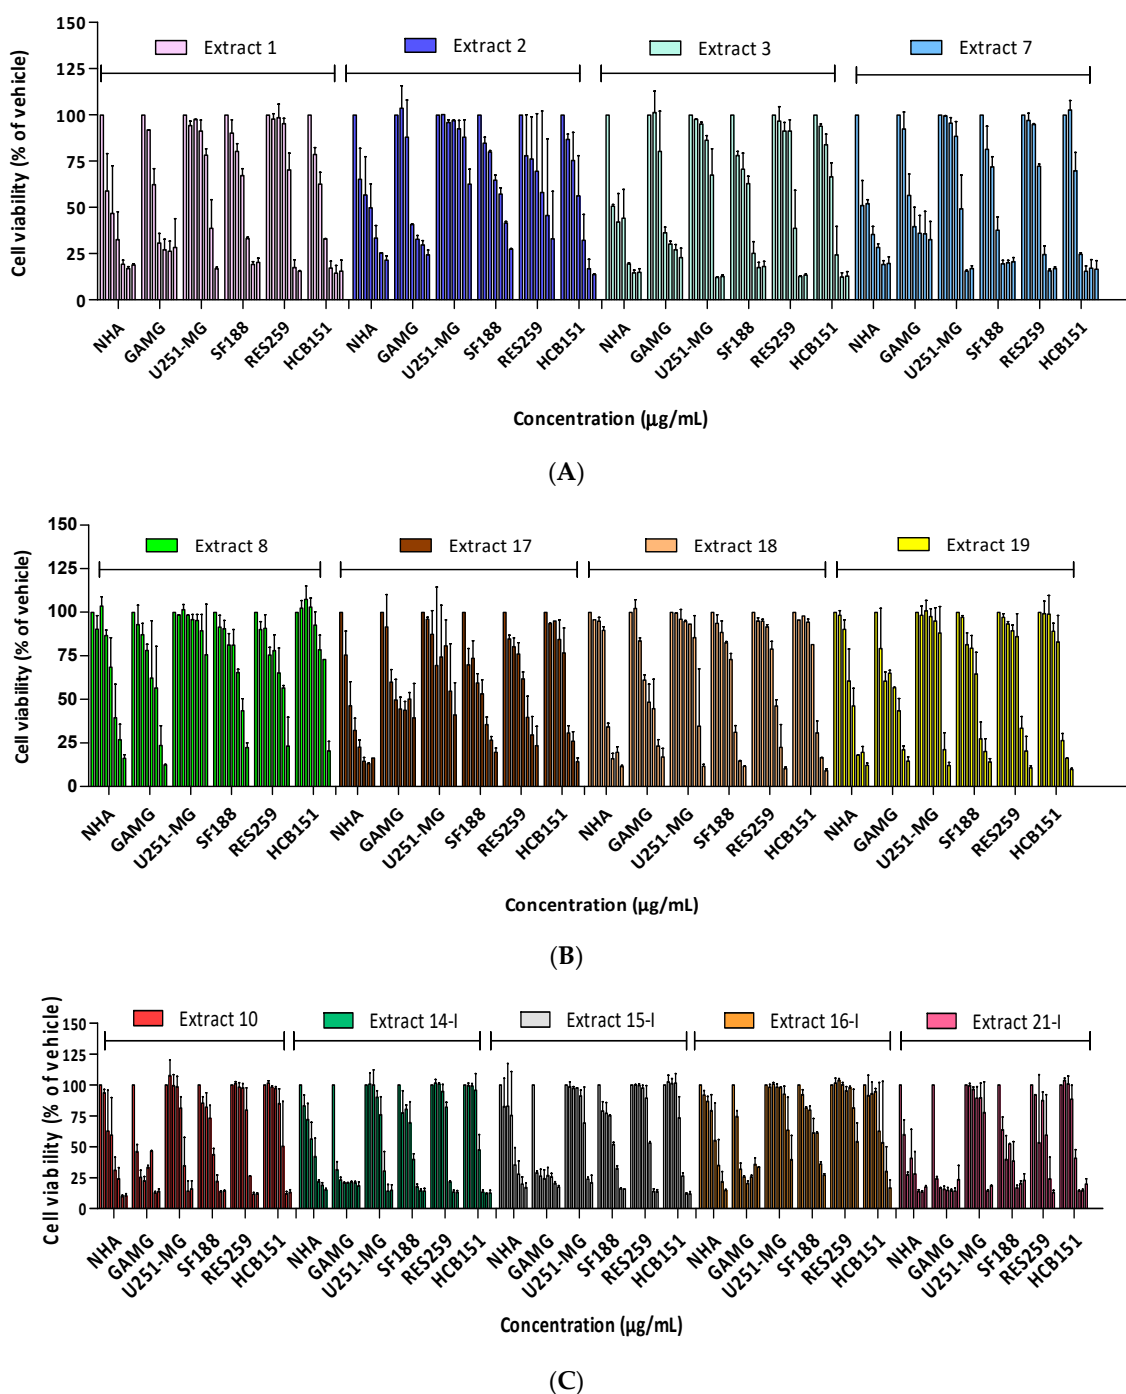 Extract 1 Extract 2 Extract 3 Extract 7
Cell viability (% of vehicle)
150
125
100
75
50
25
0
NHA GAMG U251-MG SF188 RES259 HCB151 NHA GAMG U251-MG SF188 RES259 HCB151 NHA GAMG U251-MG SF188 RES259 HCB151 NHA GAMG U251-MG SF188 RES259 HCB151
Concentration (µg/mL)
(A)
Extract 8 Extract 17 Extract 18 Extract 19
Cell viability (% of vehicle)
150
125
100
75
50
25
0
NHA GAMG U251-MG SF188 RES259 HCB151 NHA GAMG U251-MG SF188 RES259 HCB151 NHA GAMG U251-MG SF188 RES259 HCB151 NHA GAMG U251-MG SF188 RES259 HCB151
Concentration (µg/mL)
(B)
Extract 10 Extract 14-I Extract 15-I Extract 16-I Extract 21-I
Cell viability (% of vehicle)
150
125
100
75
50
25
0
NHA GAMG U251-MG SF188 RES259 HCB151 NHA GAMG U251-MG SF188 RES259 HCB151 NHA GAMG U251-MG SF188 RES259 HCB151 NHA GAMG U251-MG SF188 RES259 HCB151 NHA GAMG U251-MG SF188 RES259 HCB151
Concentration (µg/mL)
(C)